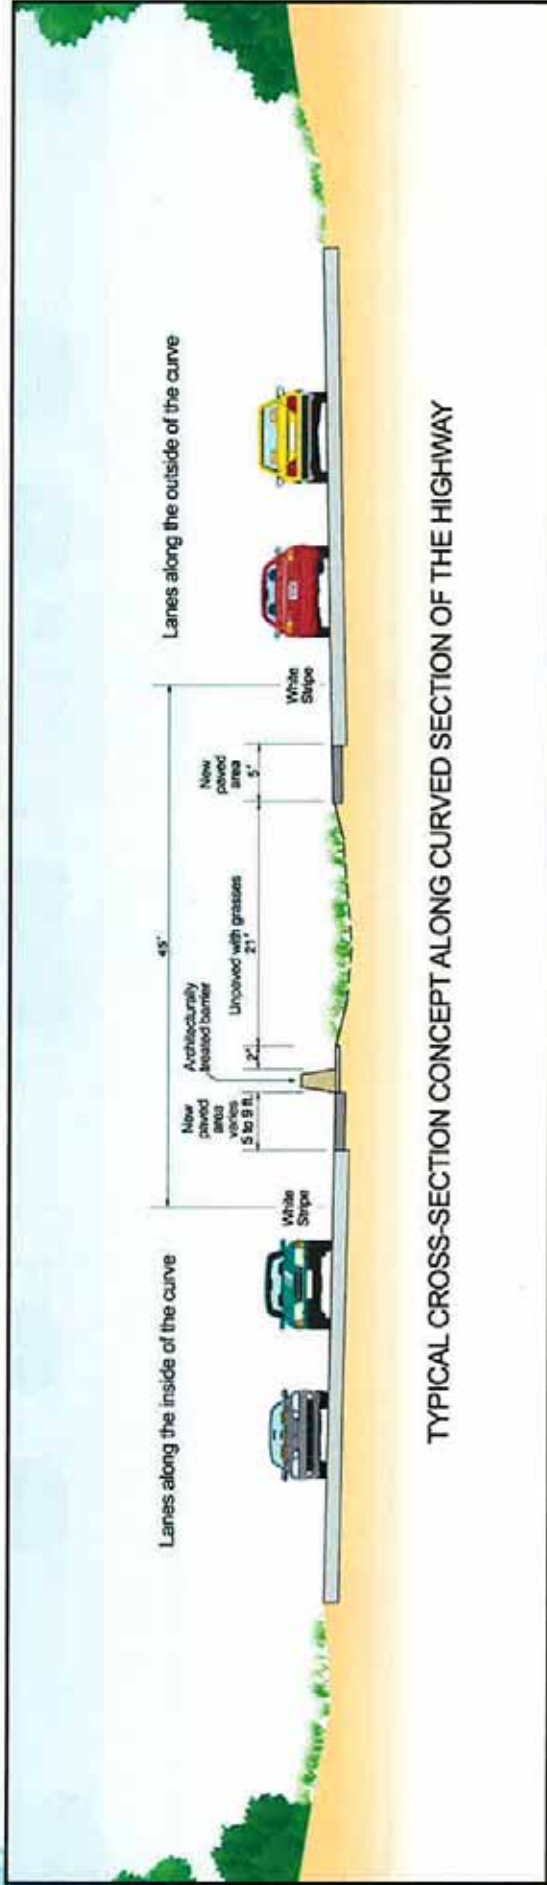 Lanes along the inside of the curve
Lanes along the outside of the curve
45'
White
Stripe
New
paved
area
varies
5 to 9 ft.
Architecturally
treated barrier
2'
Unpaved with grasses
21'
New
paved
area
5'
White
Stripe
TYPICAL CROSS-SECTION CONCEPT ALONG CURVED SECTION OF THE HIGHWAY